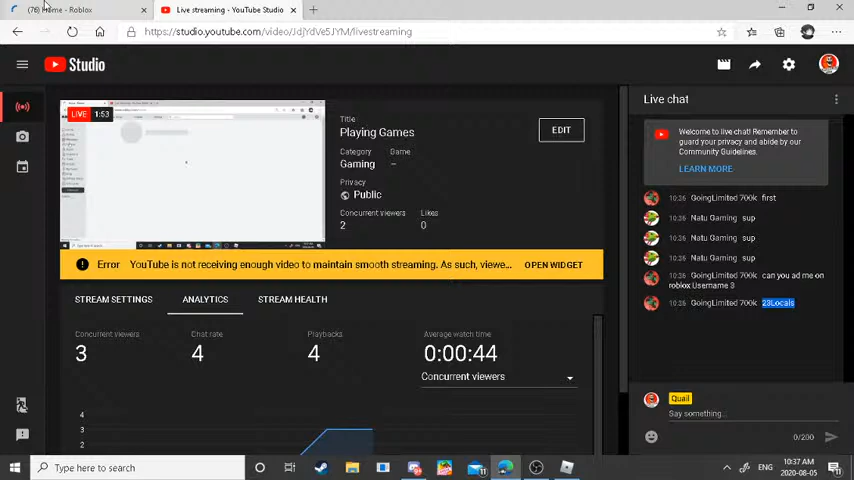 (76) Home - Roblox
Live streaming - YouTube Studio
https://studio.youtube.com/video/JdjYdVe5JYM/livestreaming
Studio
LIVE 1:53
Title
Playing Games
Category Game
Gaming –
Privacy
Public
Concurrent viewers Likes
2 0
EDIT
Error YouTube is not receiving enough video to maintain smooth streaming. As such, viewe... OPEN WIDGET
STREAM SETTINGS ANALYTICS STREAM HEALTH
Concurrent viewers Chat rate Playbacks Average watch time
3 4 4 0:00:44
Concurrent viewers
4
3
2
Live chat
Welcome to live chat! Remember to
guard your privacy and abide by our
Community Guidelines.
LEARN MORE
10:36 GoingLimited 700k first
10:36 Natu Gaming sup
10:36 Natu Gaming sup
10:36 Natu Gaming sup
10:36 GoingLimited 700k can you ad me on
roblox Username 3
10:36 GoingLimited 700k 23Locals
Quail
Say something...
0/200
Type here to search
ENG
10:37 AM
2020-08-05